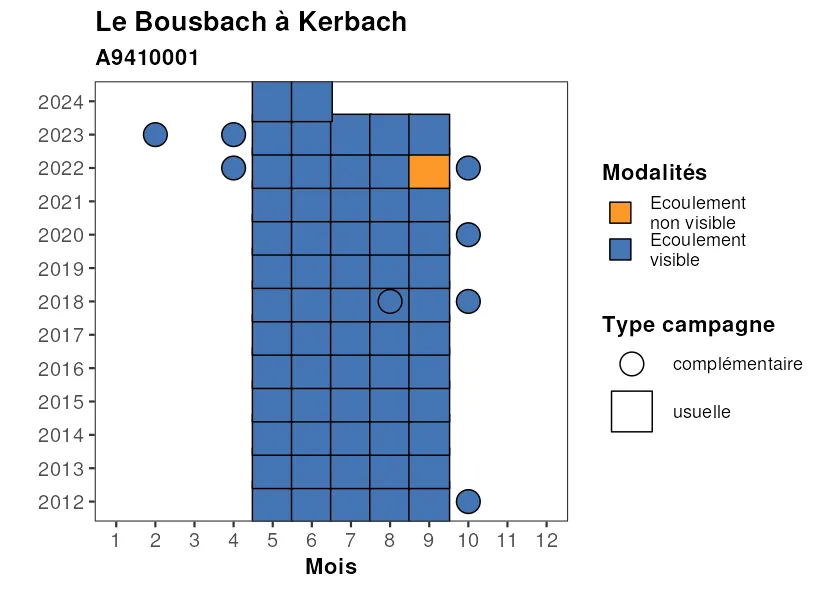 Le Bousbach à Kerbach
A9410001
2024
2023
2022
2021
2020
2019
2018
2017
2016
2015
2014
2013
2012
1 2 3 4 5 6 7 8 9 10 11 12
Mois
Modalités
Ecoulement
non visible
Ecoulement
visible
Type campagne
complémentaire
usuelle